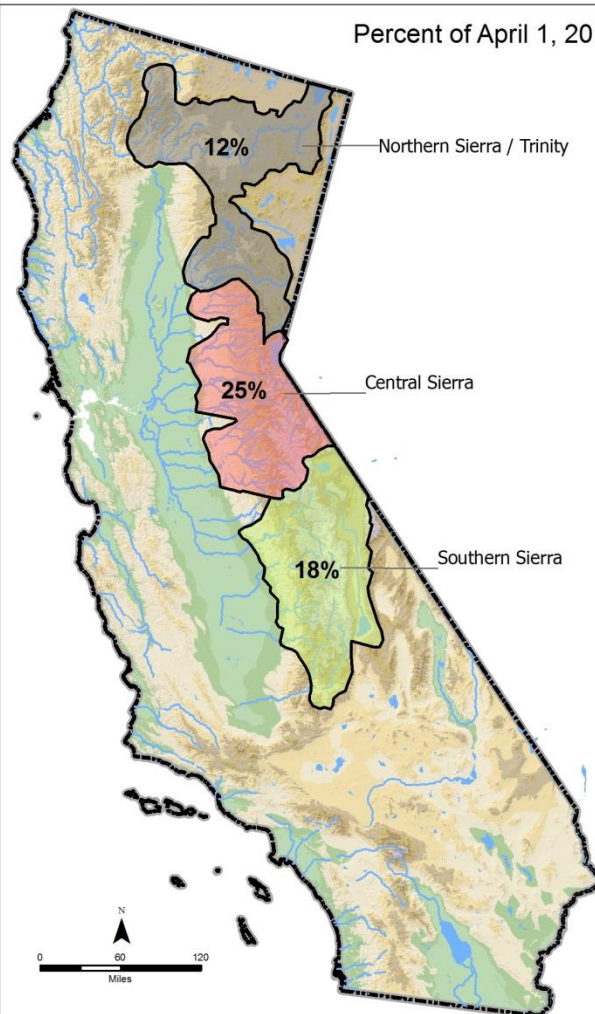 Percent of April 1, 20
12%
Northern Sierra / Trinity
25%
Central Sierra
18%
Southern Sierra
N
0 60 120
Miles